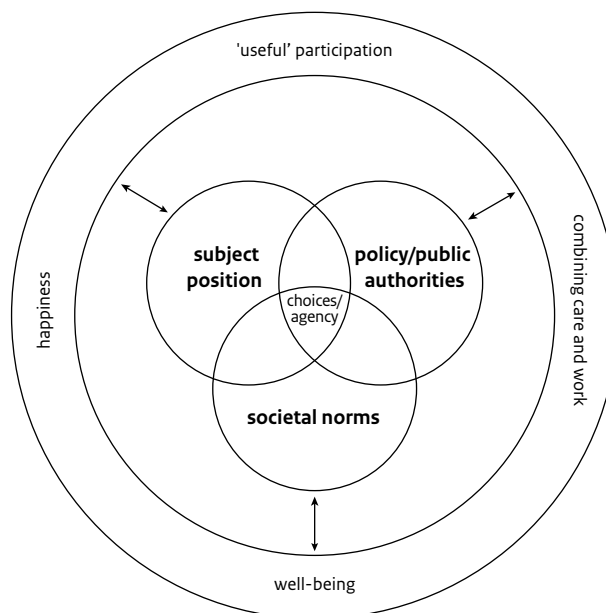 'useful’ participation
subject
position
policy/public
authorities
choices/
agency
societal norms
happiness
combining care and work
well-being